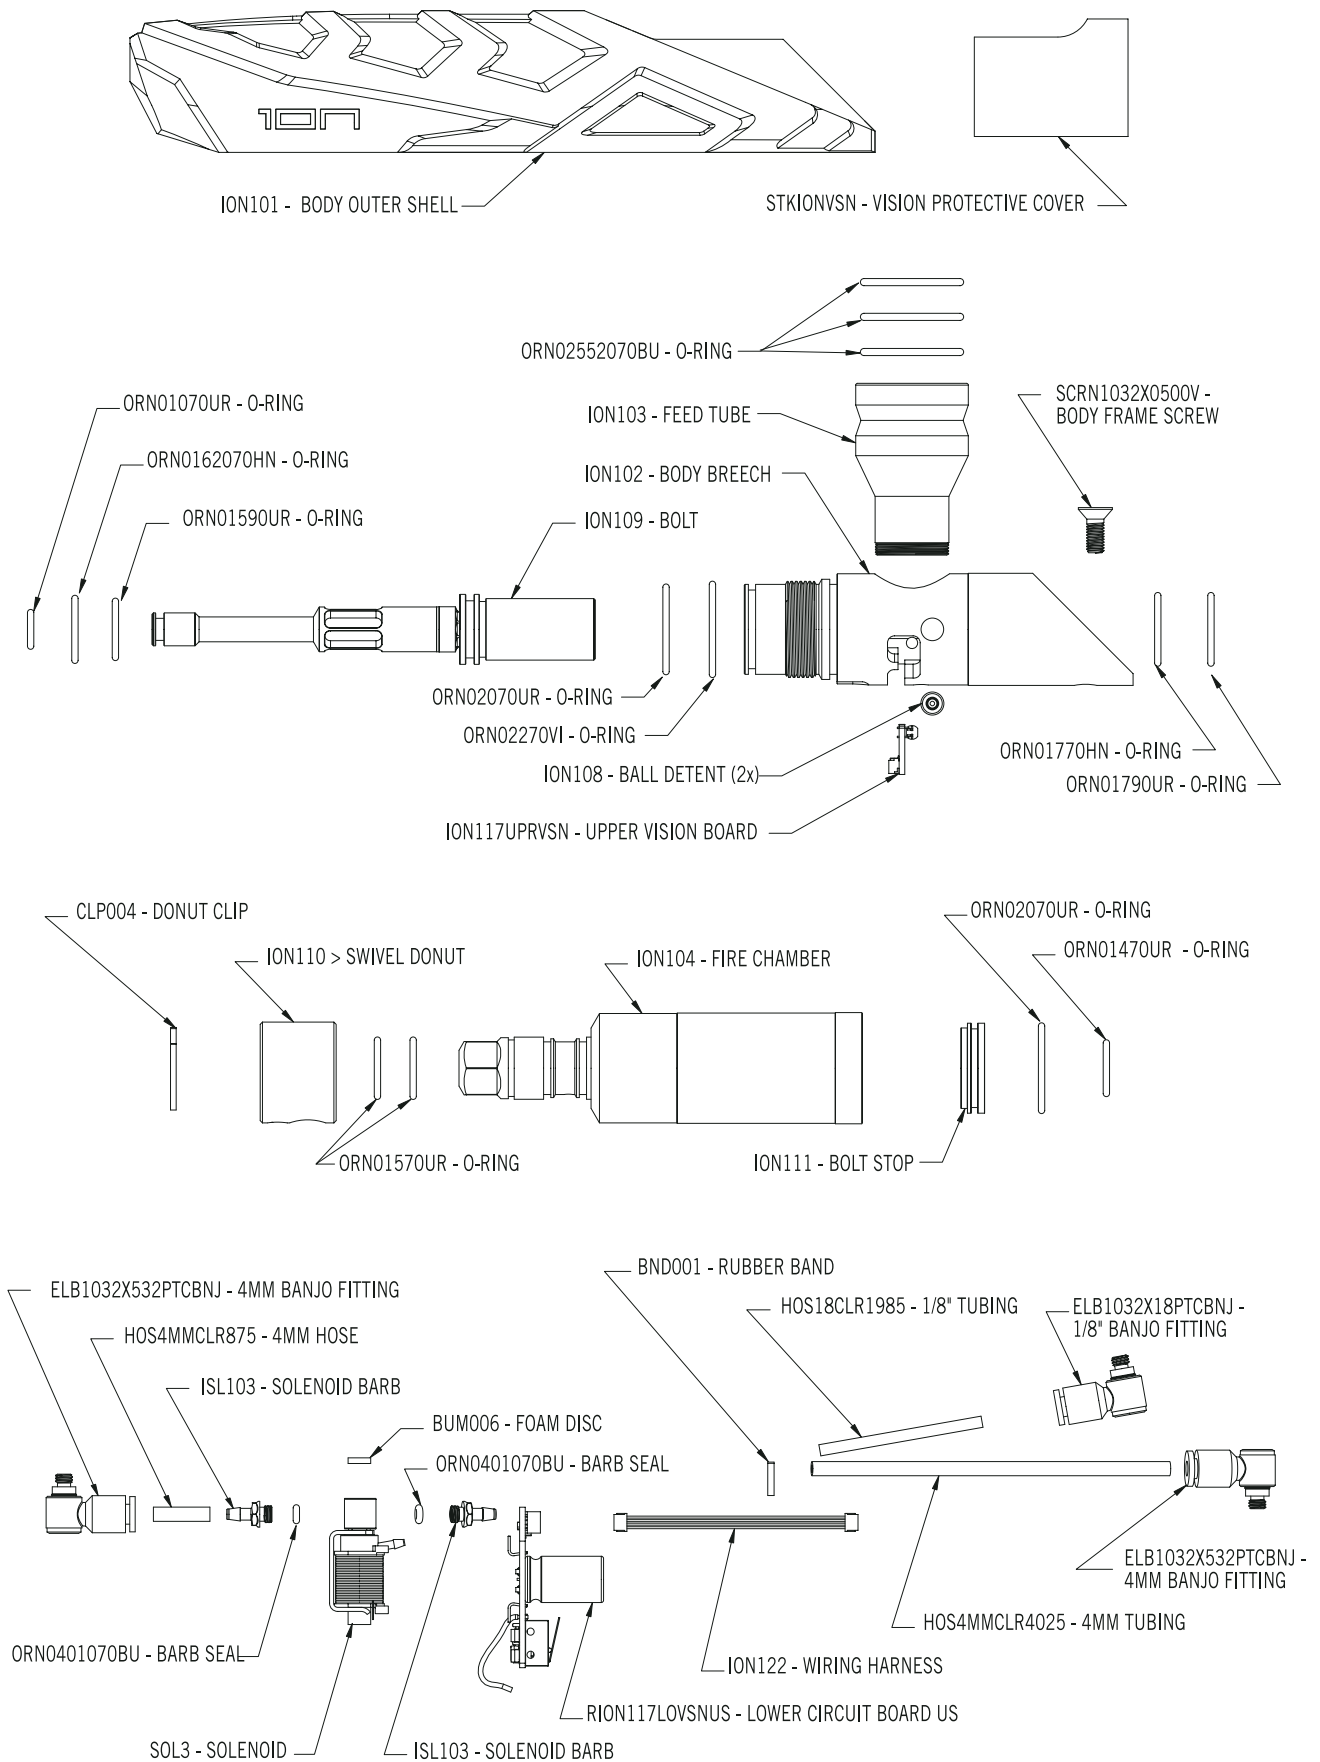 ION
ION101 - BODY OUTER SHELL
STKIONVSN - VISION PROTECTIVE COVER
ORN02552070BU - O-RING
ORN01070UR - O-RING
ION103 - FEED TUBE
SCRN1032X0500V -
BODY FRAME SCREW
ORN0162070HN - O-RING
ION102 - BODY BREECH
ORN01590UR - O-RING
ION109 - BOLT
ORN02070UR - O-RING
ORN02270VI - O-RING
ORN01770HN - O-RING
ION108 - BALL DETENT (2x)
ORN01790UR - O-RING
ION117UPRVSN - UPPER VISION BOARD
CLP004 - DONUT CLIP
ORN02070UR - O-RING
ION110 > SWIVEL DONUT
ION104 - FIRE CHAMBER
ORN01470UR - O-RING
ORN01570UR - O-RING
ION111 - BOLT STOP
BND001 - RUBBER BAND
ELB1032X532PTCBNJ - 4MM BANJO FITTING
HOS18CLR1985 - 1/8" TUBING
ELB1032X18PTCBNJ -
1/8" BANJO FITTING
HOS4MMCLR875 - 4MM HOSE
ISL103 - SOLENOID BARB
BUM006 - FOAM DISC
ORN0401070BU - BARB SEAL
ELB1032X532PTCBNJ -
4MM BANJO FITTING
HOS4MMCLR4025 - 4MM TUBING
ORN0401070BU - BARB SEAL
ION122 - WIRING HARNESS
RION117LOVSNUS - LOWER CIRCUIT BOARD US
SOL3 - SOLENOID
ISL103 - SOLENOID BARB